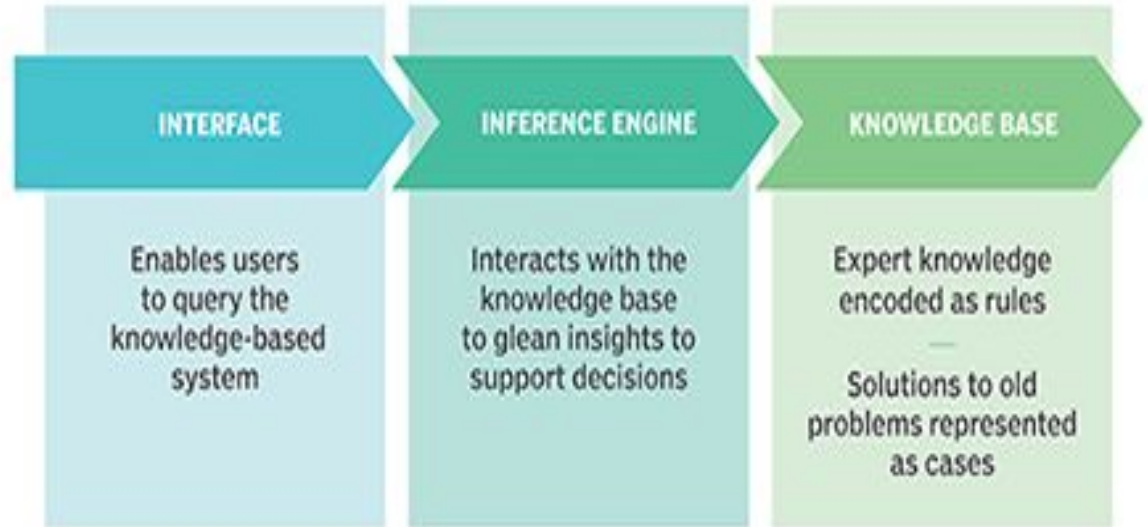 INTERFACE
Enables users
to query the
knowledge-based
system
INFERENCE ENGINE
Interacts with the
knowledge base
to glean insights to
support decisions
KNOWLEDGE BASE
Expert knowledge
encoded as rules
Solutions to old
problems represented
as cases